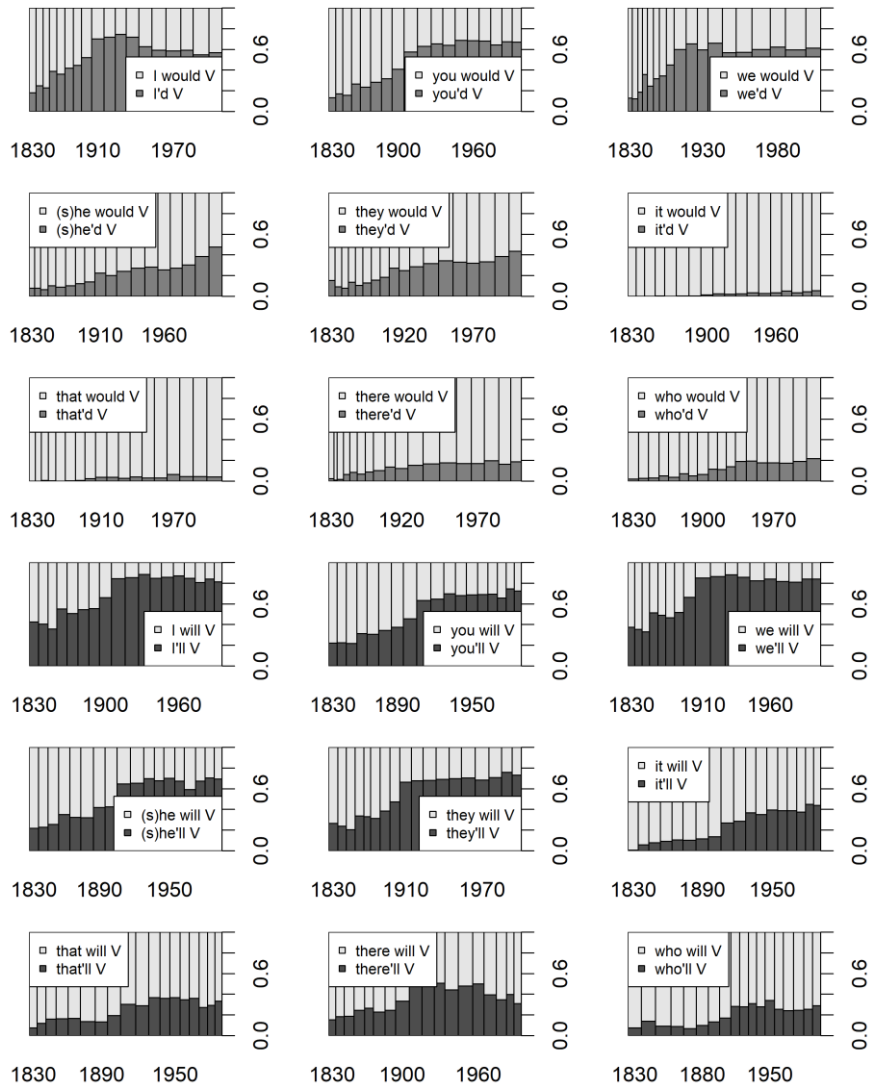 I would V
I'd V
0.0 0.6
1830 1910 1970
you would V
you'd V
0.0 0.6
1830 1900 1960
we would V
we'd V
0.0 0.6
1830 1930 1980
(s)he would V
(s)he'd V
0.0 0.6
1830 1910 1960
they would V
they'd V
0.0 0.6
1830 1920 1970
it would V
it'd V
0.0 0.6
1830 1900 1960
that would V
that'd V
0.0 0.6
1830 1910 1970
there would V
there'd V
0.0 0.6
1830 1920 1970
who would V
who'd V
0.0 0.6
1830 1900 1970
I will V
I'll V
0.0 0.6
1830 1900 1960
you will V
you'll V
0.0 0.6
1830 1890 1950
we will V
we'll V
0.0 0.6
1830 1910 1960
(s)he will V
(s)he'll V
0.0 0.6
1830 1890 1950
they will V
they'll V
0.0 0.6
1830 1910 1970
it will V
it'll V
0.0 0.6
1830 1890 1950
that will V
that'll V
0.0 0.6
1830 1890 1950
there will V
there'll V
0.0 0.6
1830 1900 1960
who will V
who'll V
0.0 0.6
1830 1880 1950